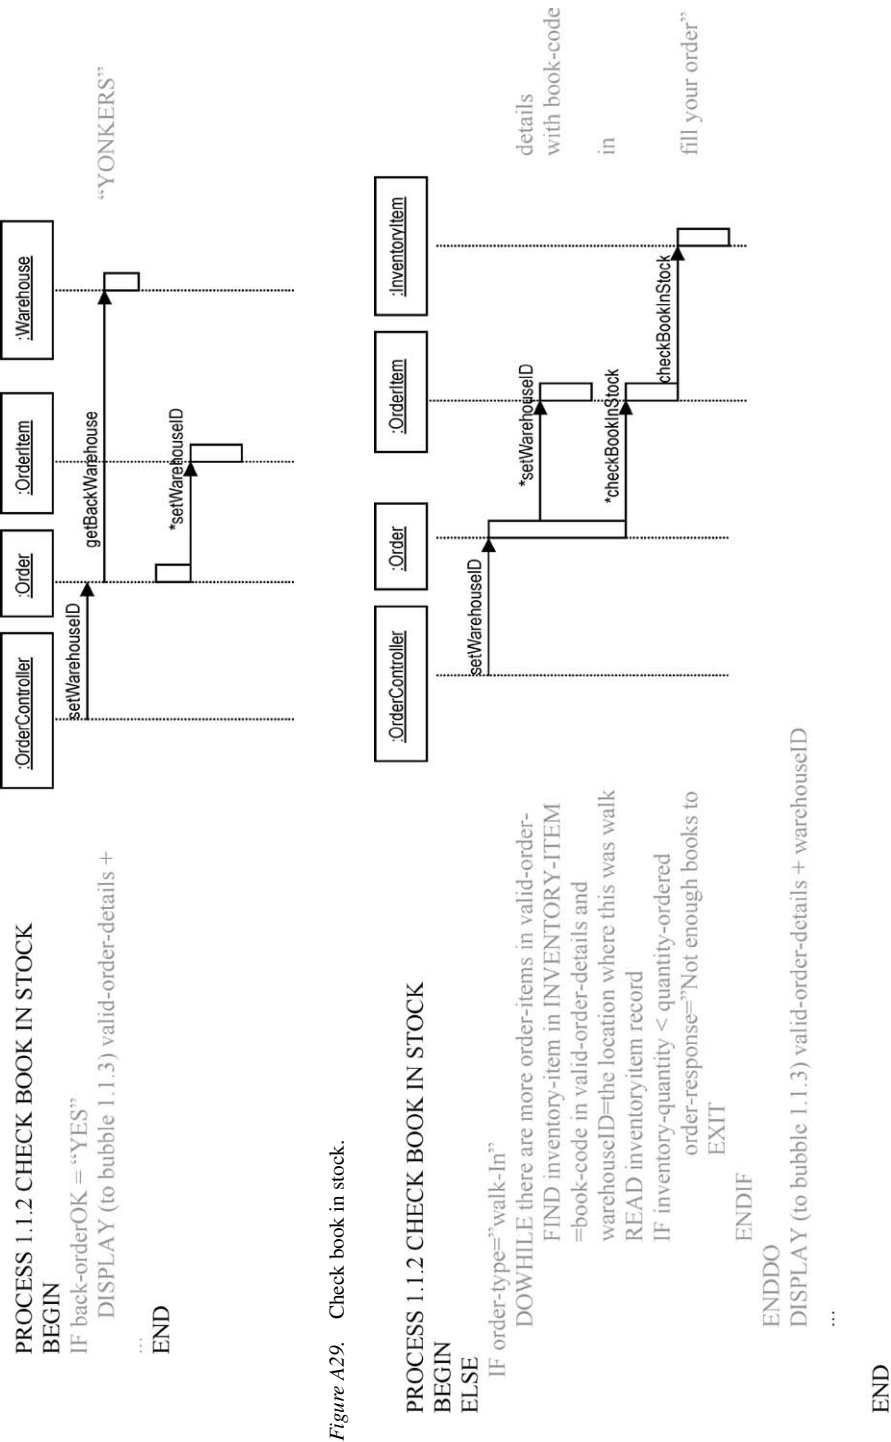 PROCESS 1.1.2 CHECK BOOK IN STOCK
BEGIN
IF back-orderOK = “YES”
DISPLAY (to bubble 1.1.3) valid-order-details + “YONKERS”
...
END
:OrderController
:Order
:OrderItem
:Warehouse
setWarehouseID
getBackWarehouse
*setWarehouseID
Figure A29. Check book in stock.
PROCESS 1.1.2 CHECK BOOK IN STOCK
BEGIN
ELSE
IF order-type=”walk-In”
DOWHILE there are more order-items in valid-order-details
FIND inventory-item in INVENTORY-ITEM with book-code
=book-code in valid-order-details and
warehouseID=the location where this was walk in
READ inventoryitem record
IF inventory-quantity < quantity-ordered
order-response=”Not enough books to fill your order”
EXIT
ENDIF
ENDDO
DISPLAY (to bubble 1.1.3) valid-order-details + warehouseID
...
END
:OrderController
:Order
:OrderItem
:InventoryItem
setWarehouseID
*setWarehouseID
*checkBookInStock
checkBookInStock